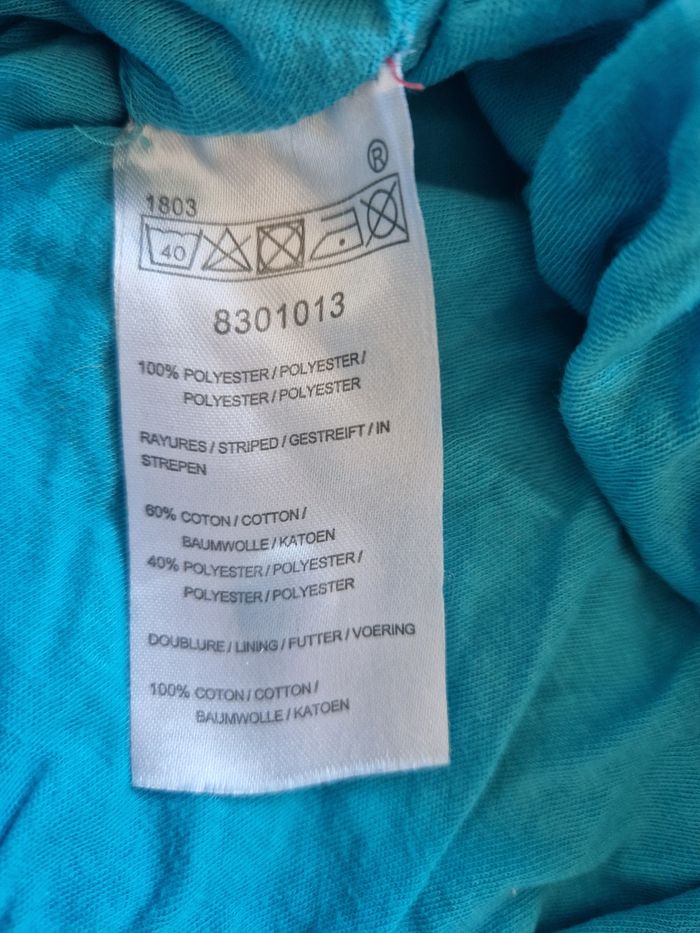 ®
1803
40
8301013
100% POLYESTER / POLYESTER /
POLYESTER / POLYESTER
RAYURES / STRIPED / GESTREIFT / IN
STREPEN
60% COTON / COTTON /
BAUMWOLLE / KATOEN
40% POLYESTER / POLYESTER /
POLYESTER / POLYESTER
DOUBLURE / LINING / FUTTER / VOERING
100% COTON / COTTON /
BAUMWOLLE / KATOEN